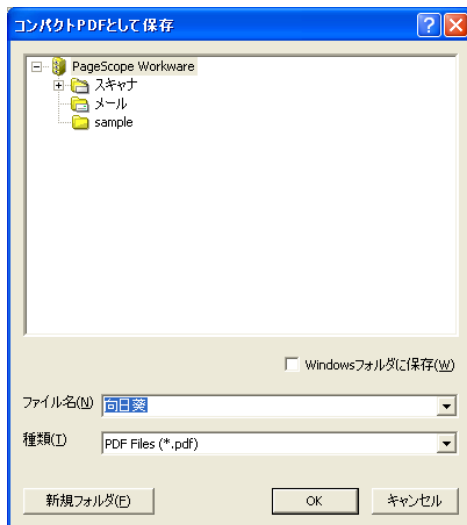 コンパクトPDFとして保存
PageScope Workware
スキャナ
メール
sample
Windowsフォルダに保存(W)
ファイル名(N) 向日葵
種類(T) PDF Files (*.pdf)
新規フォルダ(F) OK キャンセル